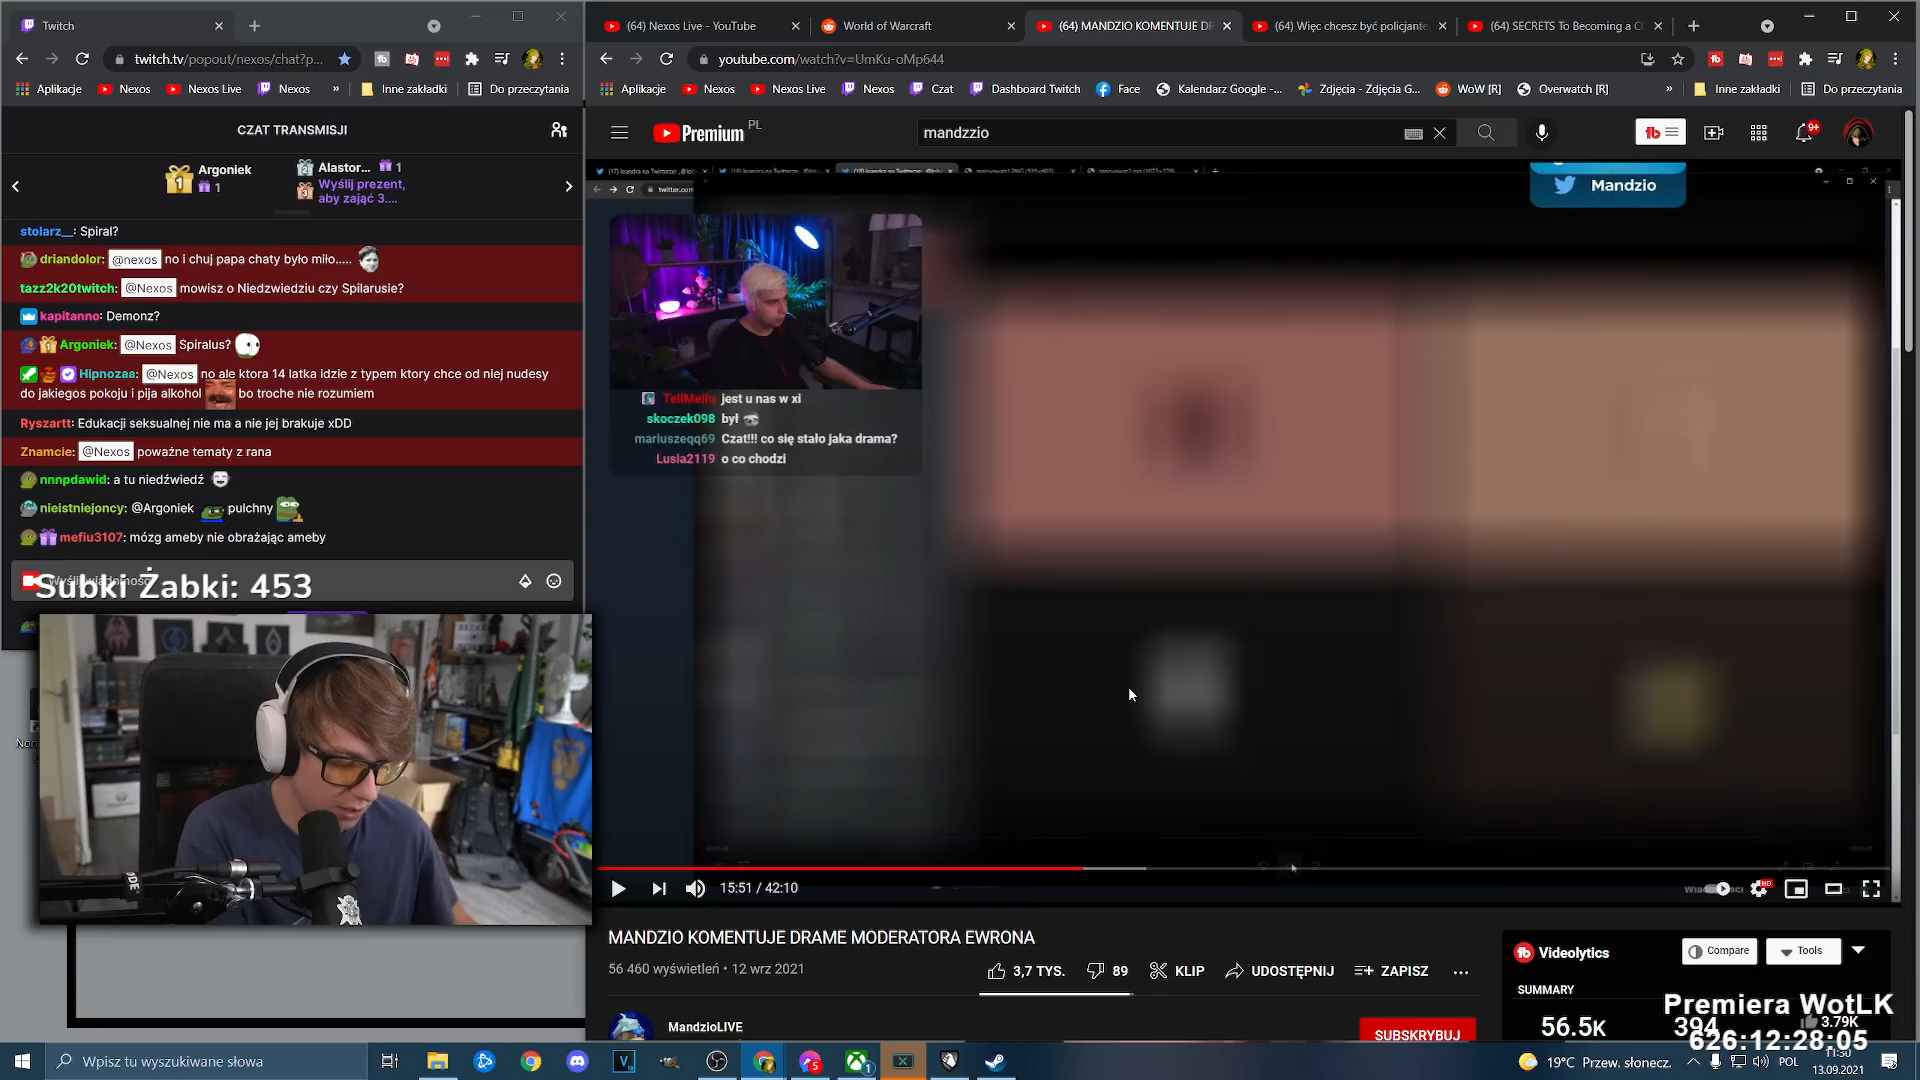 Twitch
(64) Nexos Live - YouTube
World of Warcraft
(64) MANDZIO KOMENTUJE DR
(64) Więc chcesz być policjante
(64) SECRETS To Becoming a CO
twitch.tv/popout/nexos/chat?p...
youtube.com/watch?v=UmKu-oMp644
Aplikacje
Nexos
Nexos Live
Nexos
»
Inne zakładki
Do przeczytania
Aplikacje
Nexos
Nexos Live
Nexos
Czat
Dashboard Twitch
Face
Kalendarz Google -...
Zdjęcia - Zdjęcia G...
WoW [R]
Overwatch [R]
»
Inne zakładki
Do przeczytania
CZAT TRANSMISJI
Premium PL
mandzzio
9+
Argoniek
1
Alastor... 1
Wyślij prezent,
aby zająć 3....
Mandzio
stolarz__: Spiral?
driandolor: @nexos no i chuj papa chaty było miło.....
tazz2k20twitch: @Nexos mowisz o Niedzwiedziu czy Spilarusie?
kapitanno: Demonz?
Argoniek: @Nexos Spiralus?
Hipnozaa: @Nexos no ale ktora 14 latka idzie z typem ktory chce od niej nudesy
do jakiegos pokoju i pija alkohol bo troche nie rozumiem
Ryszartt: Edukacji seksualnej nie ma a nie jej brakuje xDD
Znamcie: @Nexos poważne tematy z rana
nnnpdawid: a tu niedźwiedź
nieistniejoncy: @Argoniek pulchny
mefiu3107: mózg ameby nie obrażając ameby
Subki Żabki: 453
TellMeIlu jest u nas w xi
skoczek098 był
mariuszeqq69 Czat!!! co się stało jaka drama?
Lusia2119 o co chodzi
15:51 / 42:10
HD
MANDZIO KOMENTUJE DRAME MODERATORA EWRONA
56 460 wyświetleń • 12 wrz 2021
3,7 TYS.
89
KLIP
UDOSTĘPNIJ
ZAPISZ
MandzioLIVE
SUBSKRYBUJ
Videolytics
Compare
Tools
SUMMARY
56.5K
394
3.79K
Premiera WotLK
626:12:28:05
Wpisz tu wyszukiwane słowa
19°C Przew. słonecz.
POL
11:30
13.09.2021